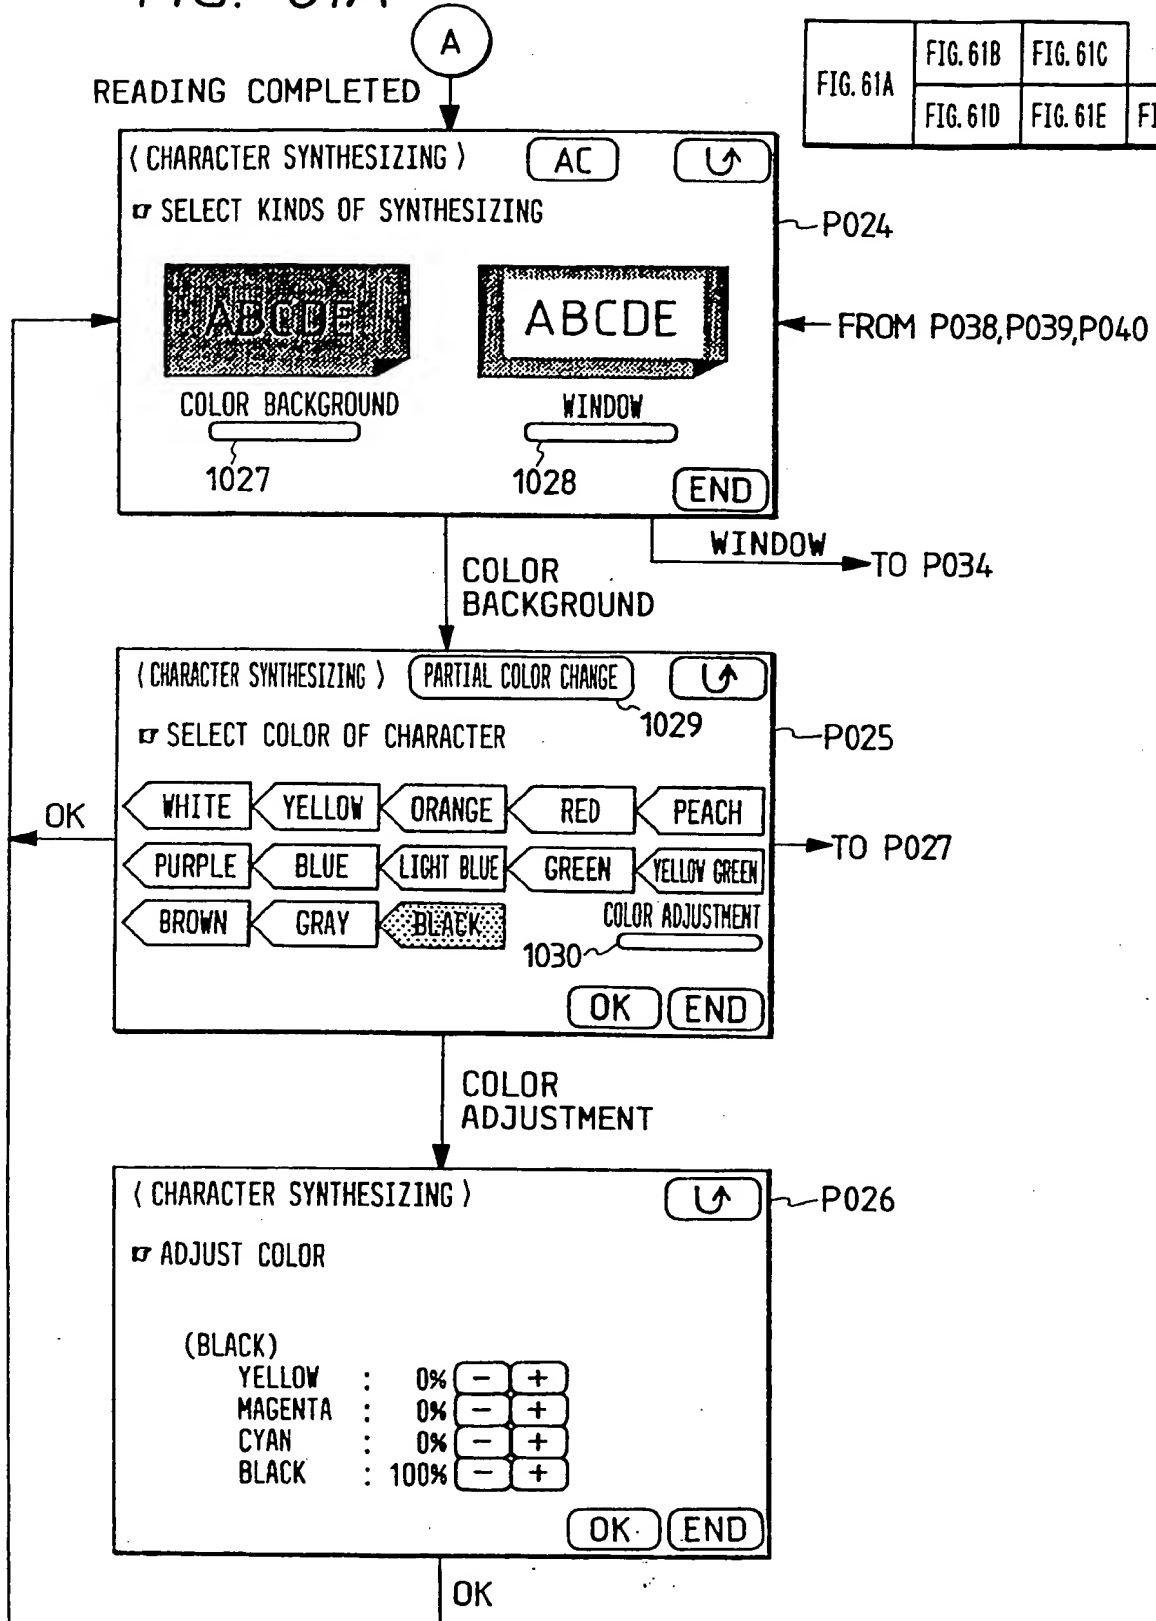 FIG. 61A
A
FIG. 61A
FIG. 61B
FIG. 61C
FIG. 61D
FIG. 61E
READING COMPLETED
⟨ CHARACTER SYNTHESIZING ⟩ AC
☞ SELECT KINDS OF SYNTHESIZING
P024
ABCDE
ABCDE
FROM P038,P039,P040
COLOR BACKGROUND
WINDOW
1027
1028
END
WINDOW
TO P034
COLOR
BACKGROUND
⟨ CHARACTER SYNTHESIZING ⟩ PARTIAL COLOR CHANGE
1029
☞ SELECT COLOR OF CHARACTER
P025
WHITE YELLOW ORANGE RED PEACH
OK
TO P027
PURPLE BLUE LIGHT BLUE GREEN YELLOW GREEN
BROWN GRAY BLACK
COLOR ADJUSTMENT
1030
OK END
COLOR
ADJUSTMENT
⟨ CHARACTER SYNTHESIZING ⟩
P026
☞ ADJUST COLOR
(BLACK)
YELLOW : 0% − +
MAGENTA : 0% − +
CYAN : 0% − +
BLACK : 100% − +
OK END
OK